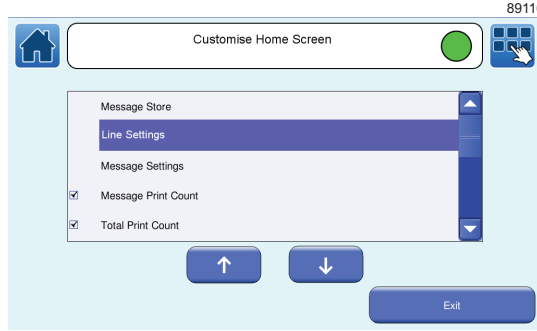 8911
Customise Home Screen
Message Store
Line Settings
Message Settings
Message Print Count
Total Print Count
Exit